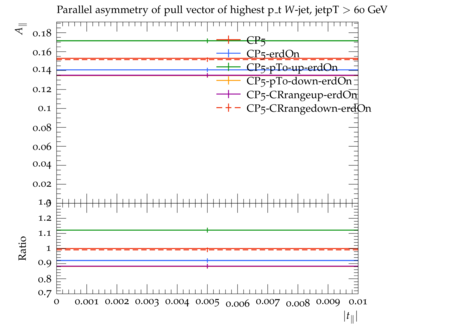 Parallel asymmetry of pull vector of highest p_t W-jet, jetpT > 60 GeV
A∥
0.18
0.16
0.14
0.12
0.1
0.08
0.06
0.04
0.02
CP5
CP5-erdOn
CP5-pTo-up-erdOn
CP5-pTo-down-erdOn
CP5-CRrangeup-erdOn
CP5-CRrangedown-erdOn
Ratio
1.2
1.1
1
0.9
0.8
0.7
0 0.001 0.002 0.003 0.004 0.005 0.006 0.007 0.008 0.009 0.01
|t∥|